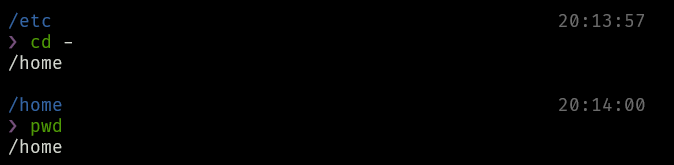 /etc 20:13:57
❯ cd -
/home

/home 20:14:00
❯ pwd
/home